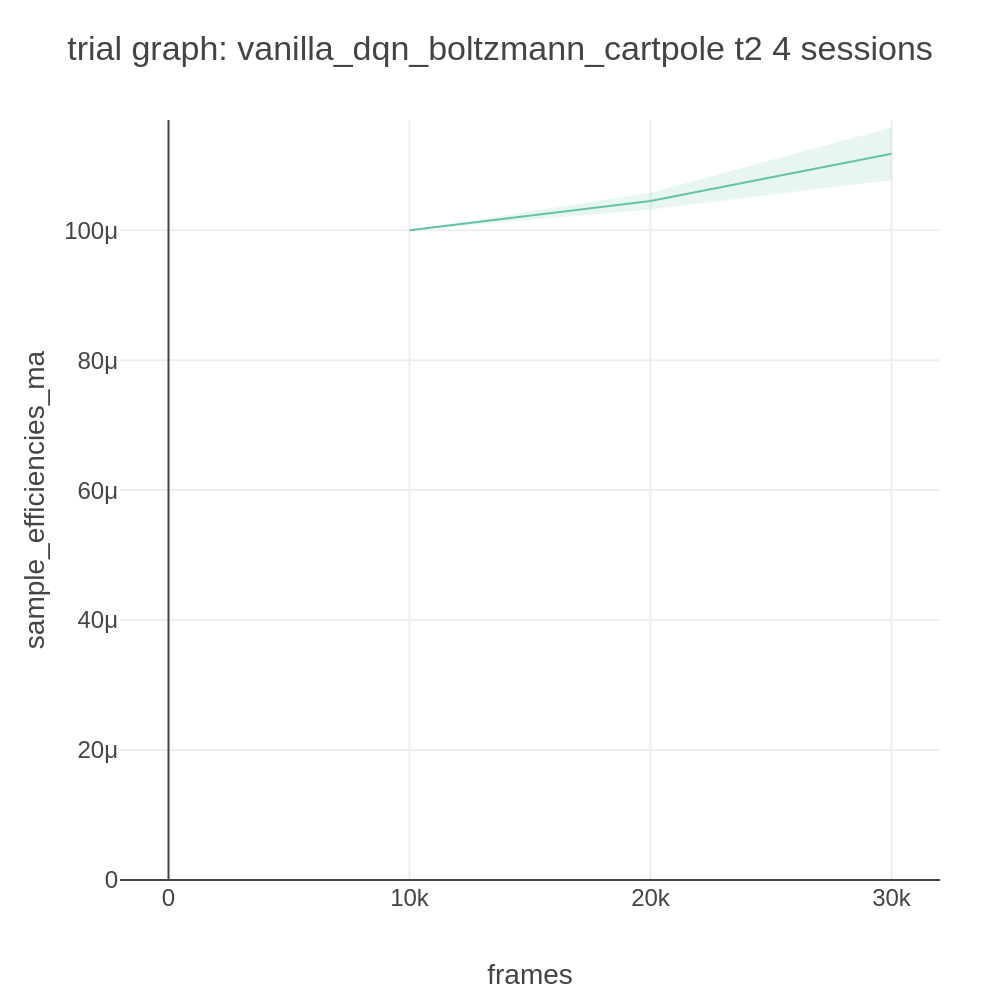 trial graph: vanilla_dqn_boltzmann_cartpole t2 4 sessions
100μ
80μ
60μ
40μ
20μ
0
sample_efficiencies_ma
0 10k 20k 30k
frames